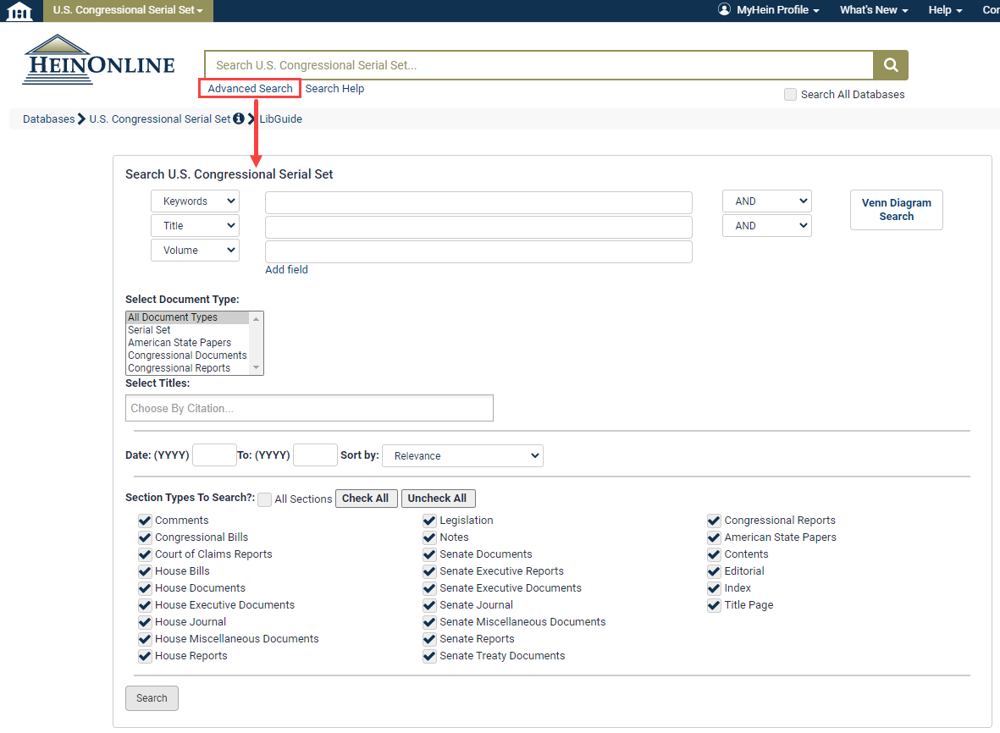 U.S. Congressional Serial Set MyHein Profile What's New Help Con
HEINONLINE
Search U.S. Congressional Serial Set...
Advanced Search Search Help
Search All Databases
Databases U.S. Congressional Serial Set LibGuide
Search U.S. Congressional Serial Set
Keywords AND Venn Diagram
Search
Title AND
Volume
Add field
Select Document Type:
All Document Types
Serial Set
American State Papers
Congressional Documents
Congressional Reports
Select Titles:
Choose By Citation...
Date: (YYYY) To: (YYYY) Sort by: Relevance
Section Types To Search?: All Sections Check All Uncheck All
Comments Legislation Congressional Reports
Congressional Bills Notes American State Papers
Court of Claims Reports Senate Documents Contents
House Bills Senate Executive Reports Editorial
House Documents Senate Executive Documents Index
House Executive Documents Senate Journal Title Page
House Journal Senate Miscellaneous Documents
House Miscellaneous Documents Senate Reports
House Reports Senate Treaty Documents
Search